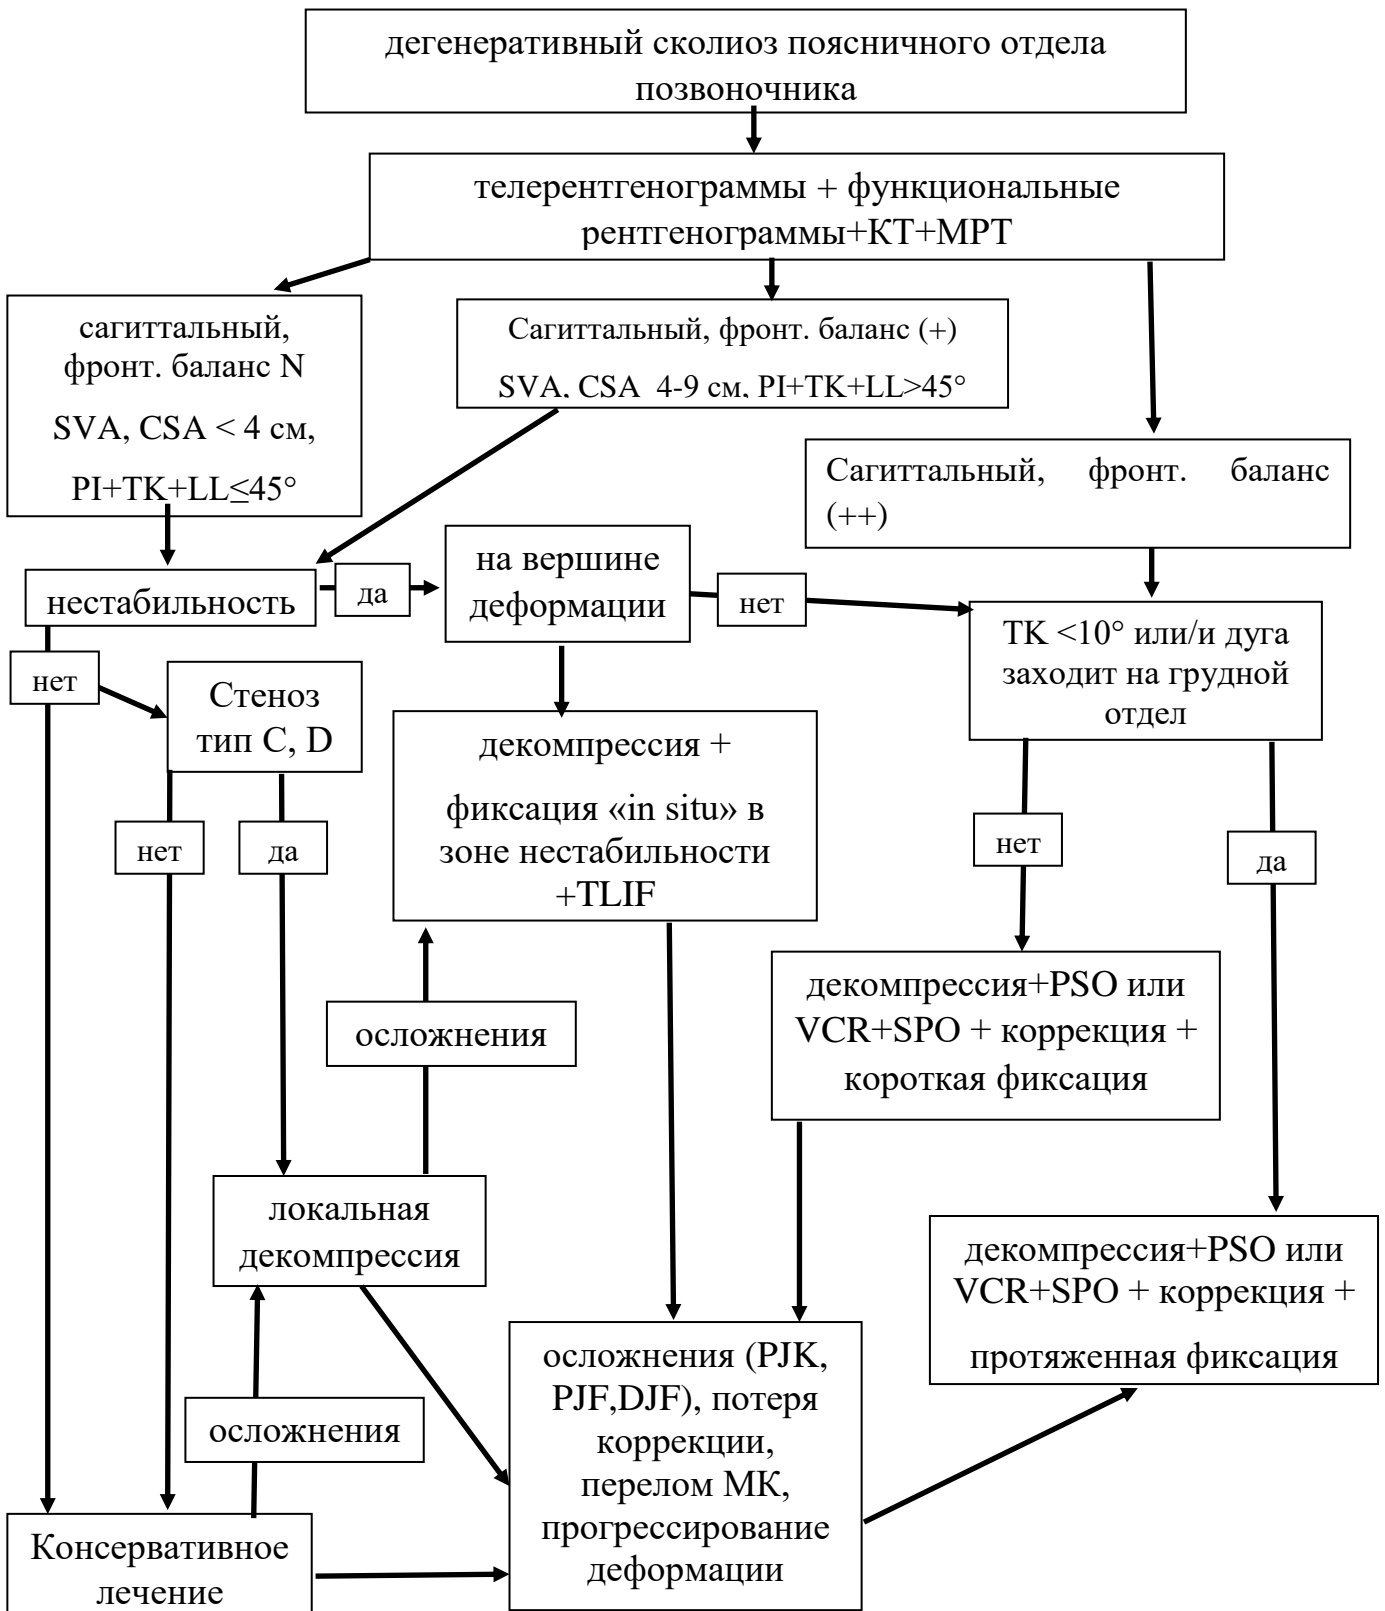 дегенеративный сколиоз поясничного отдела
позвоночника
телерентгенограммы + функциональные
рентгенограммы+КТ+МРТ
сагиттальный,
фронт. баланс N
SVA, CSA < 4 см,
PI+TK+LL≤45°
Сагиттальный, фронт. баланс (+)
SVA, CSA 4-9 см, PI+TK+LL>45°
Сагиттальный, фронт. баланс
(++)
нестабильность
да
на вершине
деформации
нет
TK <10° или/и дуга
заходит на грудной
отдел
нет
Стеноз
тип C, D
декомпрессия +
фиксация «in situ» в
зоне нестабильности
+TLIF
нет
да
нет
да
декомпрессия+PSO или
VCR+SPO + коррекция +
короткая фиксация
осложнения
локальная
декомпрессия
декомпрессия+PSO или
VCR+SPO + коррекция +
протяженная фиксация
осложнения (PJK,
PJF,DJF), потеря
коррекции,
перелом МК,
прогрессирование
деформации
осложнения
Консервативное
лечение